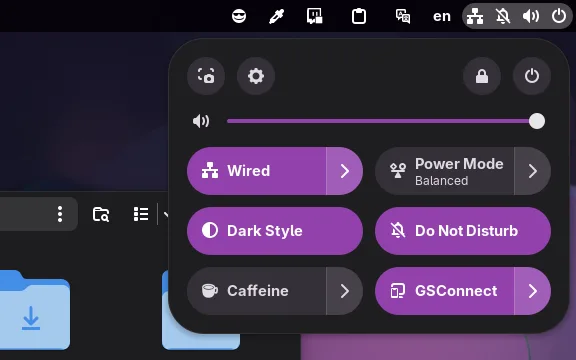 en
Wired
Power Mode
Balanced
Dark Style
Do Not Disturb
Caffeine
GSConnect